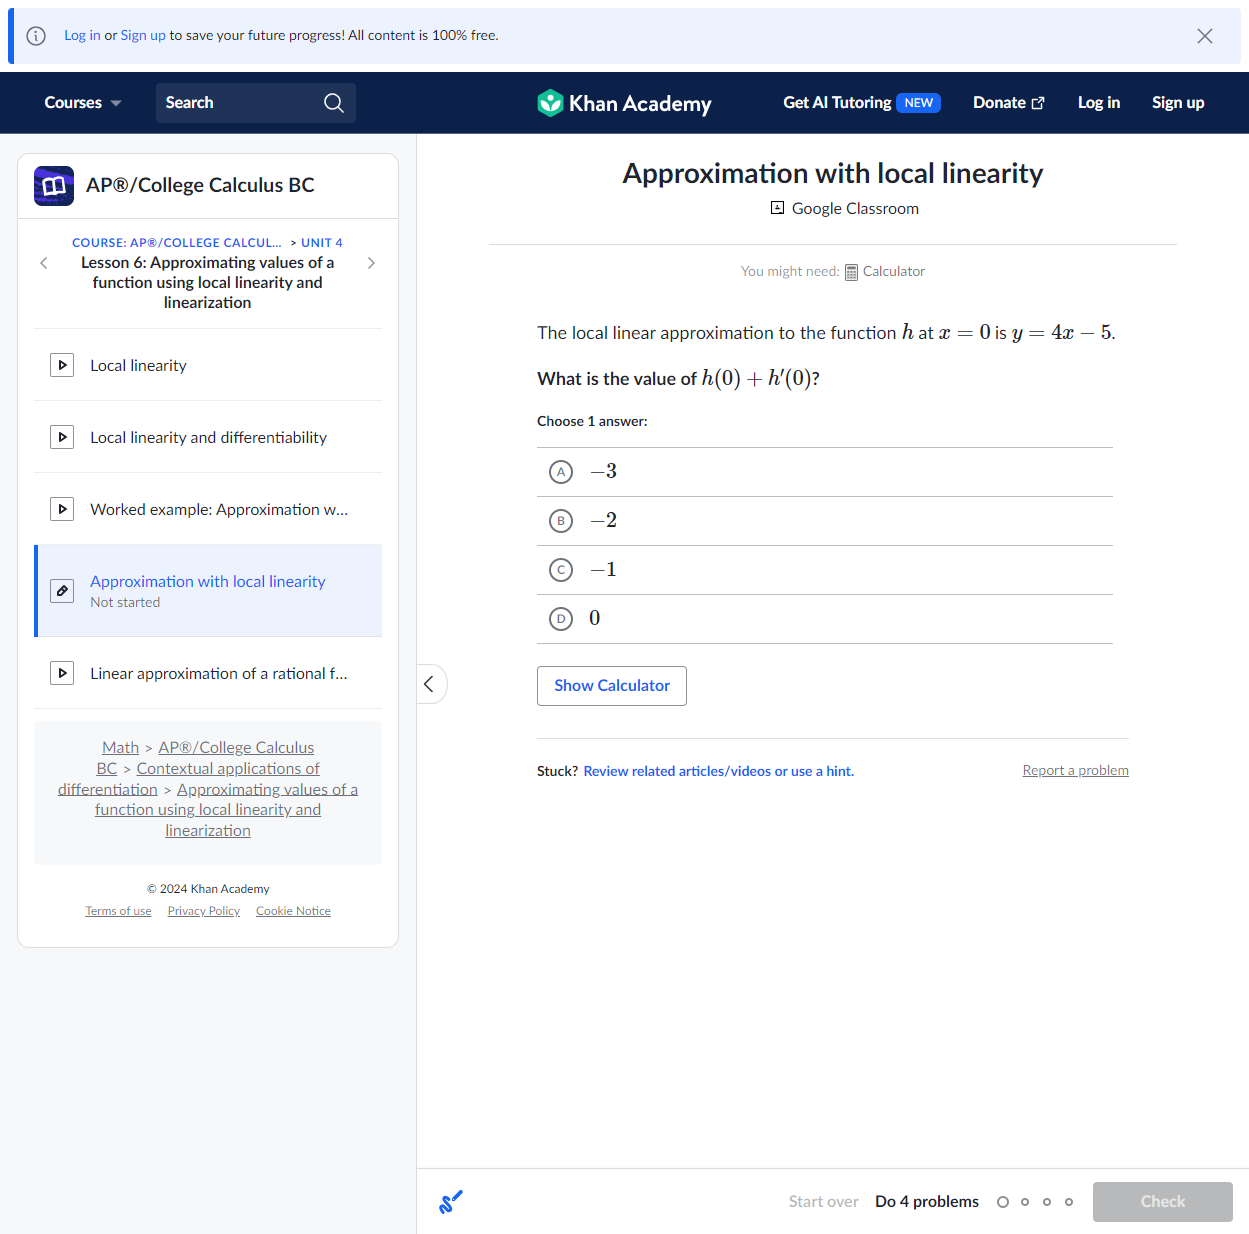 Log in or Sign up to save your future progress! All content is 100% free.
Courses
Search
Khan Academy
Get AI Tutoring NEW
Donate
Log in
Sign up
AP®/College Calculus BC
COURSE: AP®/COLLEGE CALCUL... > UNIT 4
Lesson 6: Approximating values of a
function using local linearity and
linearization
Local linearity
Local linearity and differentiability
Worked example: Approximation w...
Approximation with local linearity
Not started
Linear approximation of a rational f...
Math > AP®/College Calculus
BC > Contextual applications of
differentiation > Approximating values of a
function using local linearity and
linearization
© 2024 Khan Academy
Terms of use Privacy Policy Cookie Notice
Approximation with local linearity
Google Classroom
You might need: Calculator
The local linear approximation to the function h at x = 0 is y = 4x − 5.
What is the value of h(0) + h′(0)?
Choose 1 answer:
A −3
B −2
C −1
D 0
Show Calculator
Stuck? Review related articles/videos or use a hint.
Report a problem
Start over
Do 4 problems
Check